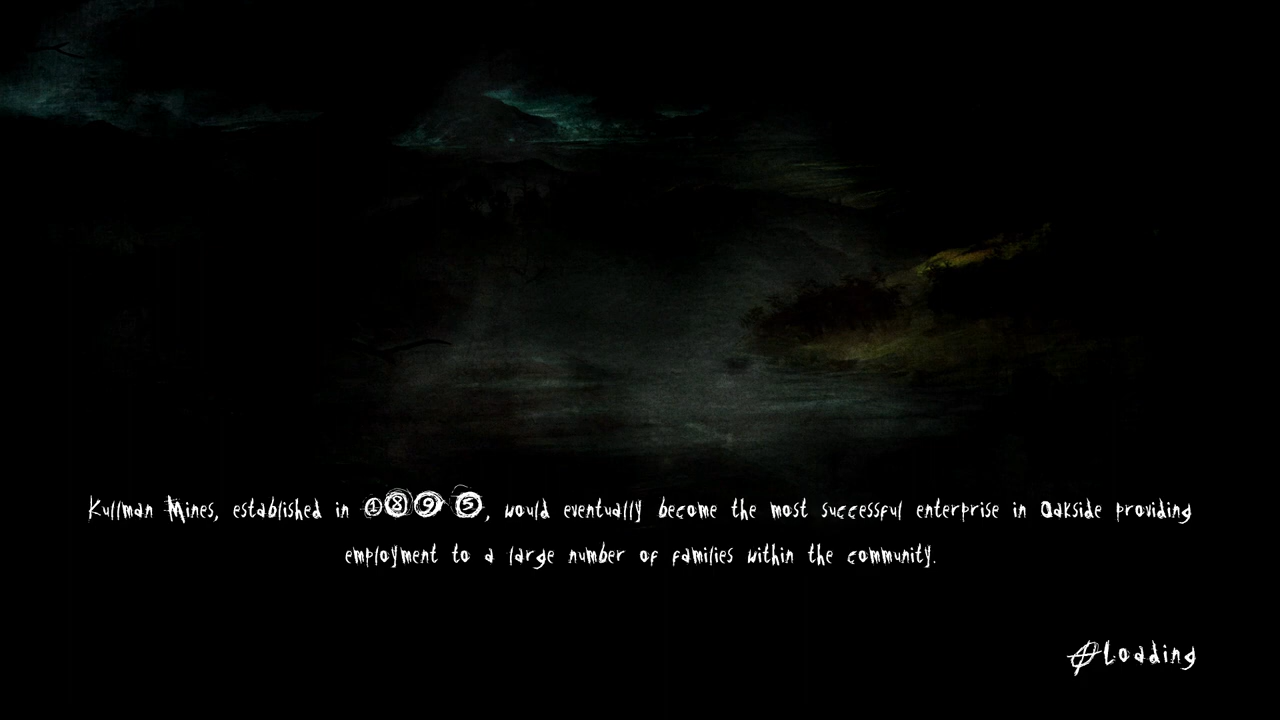 Kullman Mines, established in 1895, would eventually become the most successful enterprise in Oakside providing
employment to a large number of families within the community.
Loading